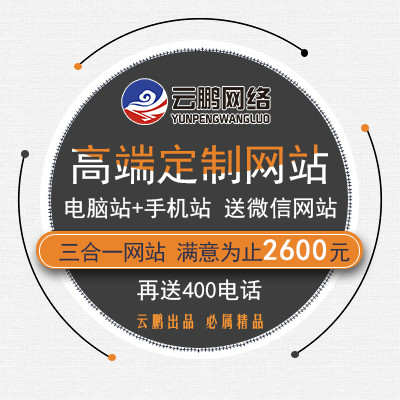 云鹏网络
YUNPENGWANGLUO
高端定制网站
电脑站+手机站 送微信网站
三合一网站 满意为止2600元
再送400电话
云鹏出品 必属精品